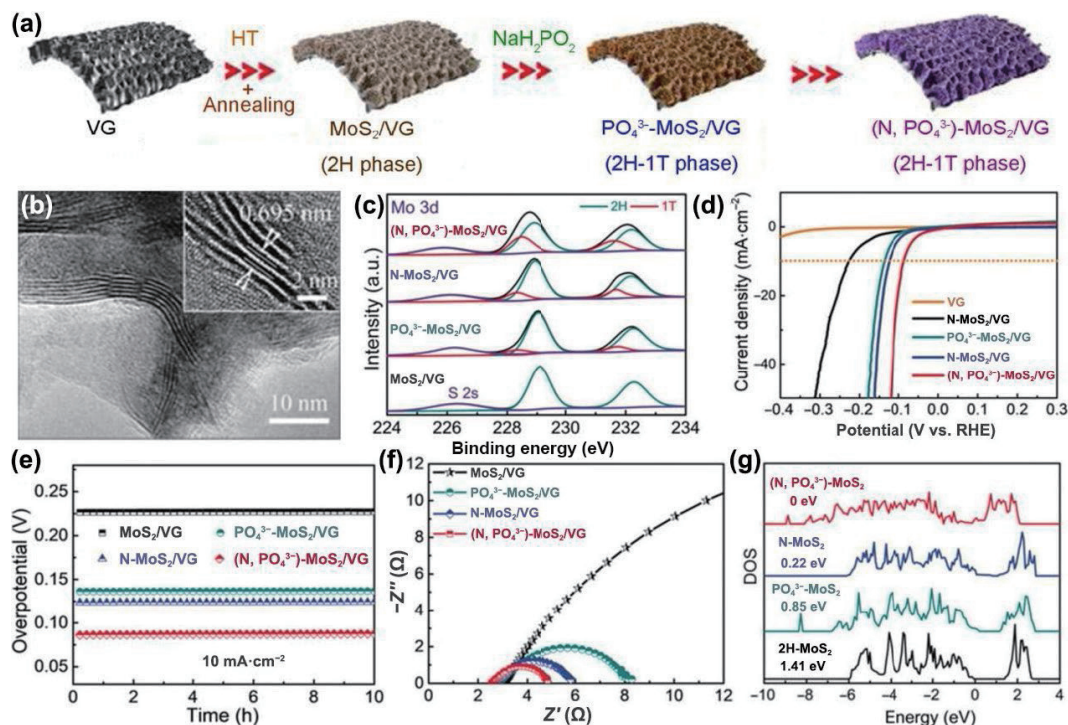 (a)
HT
+
Annealing
NaH₂PO₂
VG
MoS₂/VG
(2H phase)
PO₄³⁻-MoS₂/VG
(2H-1T phase)
(N, PO₄³⁻)-MoS₂/VG
(2H-1T phase)
(b)
0.695 nm
2 nm
10 nm
(c)
Mo 3d
2H
1T
(N, PO₄³⁻)-MoS₂/VG
N-MoS₂/VG
PO₄³⁻-MoS₂/VG
MoS₂/VG
S 2s
Intensity (a.u.)
224 226 228 230 232 234
Binding energy (eV)
(d)
Current density (mA·cm⁻²)
0
−20
−40
VG
N-MoS₂/VG
PO₄³⁻-MoS₂/VG
N-MoS₂/VG
(N, PO₄³⁻)-MoS₂/VG
−0.4 −0.3 −0.2 −0.1 0.0 0.1 0.2 0.3
Potential (V vs. RHE)
(e)
Overpotential (V)
0.25
0.20
0.15
0.10
0.05
MoS₂/VG
PO₄³⁻-MoS₂/VG
N-MoS₂/VG
(N, PO₄³⁻)-MoS₂/VG
10 mA·cm⁻²
0 2 4 6 8 10
Time (h)
(f)
−Z″ (Ω)
12
10
8
6
4
2
0
MoS₂/VG
PO₄³⁻-MoS₂/VG
N-MoS₂/VG
(N, PO₄³⁻)-MoS₂/VG
0 2 4 6 8 10 12
Z′ (Ω)
(g)
DOS
(N, PO₄³⁻)-MoS₂
0 eV
N-MoS₂
0.22 eV
PO₄³⁻-MoS₂
0.85 eV
2H-MoS₂
1.41 eV
−10 −8 −6 −4 −2 0 2 4
Energy (eV)